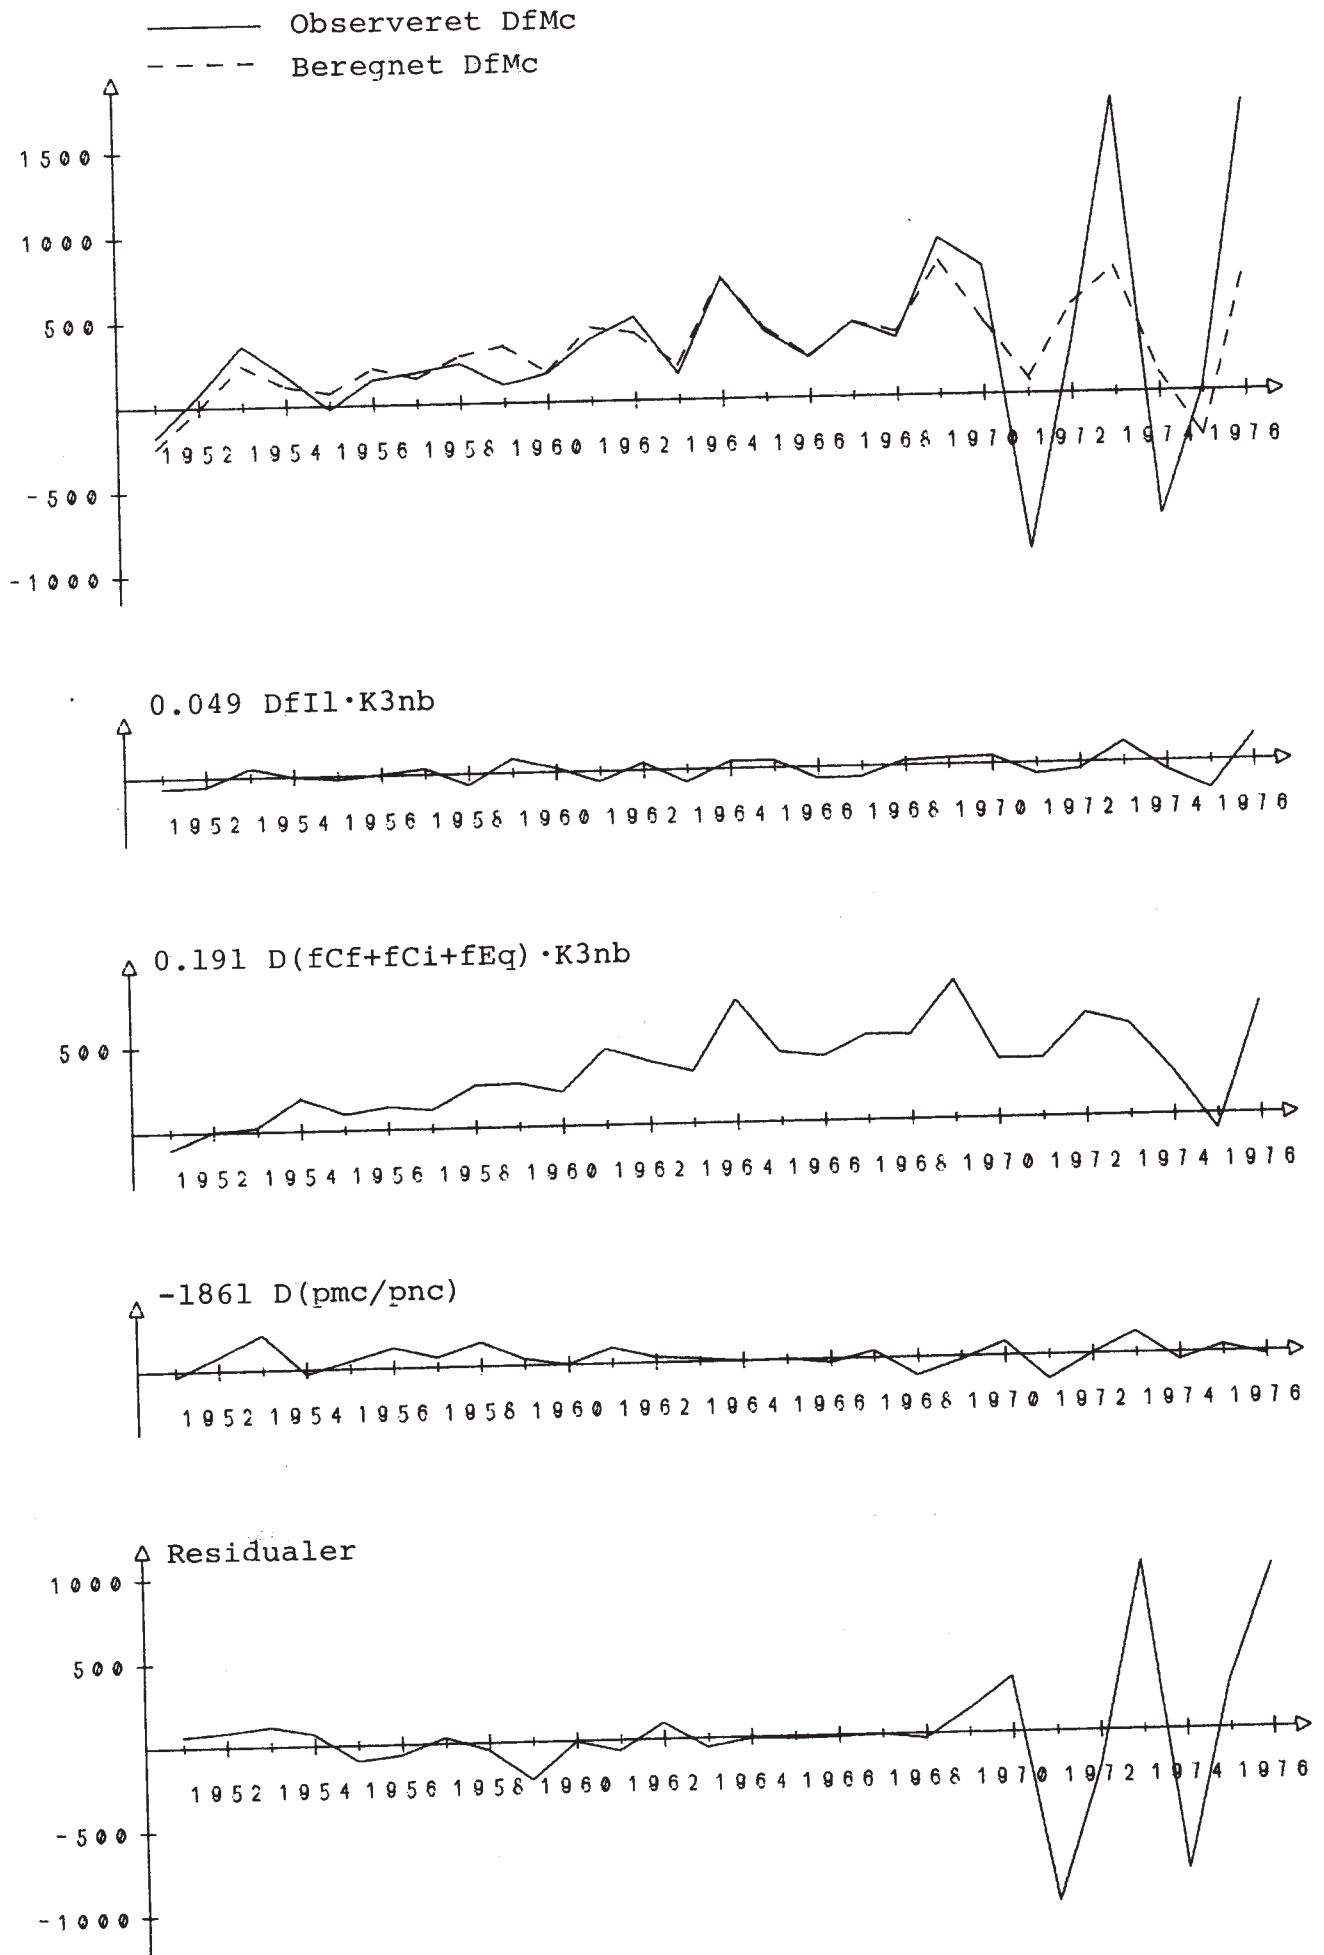 Observeret DfMc
Beregnet DfMc
1500
1000
500
1952 1954 1956 1958 1960 1962 1964 1966 1968 1970 1972 1974 1976
-500
-1000
0.049 DfIl·K3nb
1952 1954 1956 1958 1960 1962 1964 1966 1968 1970 1972 1974 1976
0.191 D(fCf+fCi+fEq)·K3nb
500
1952 1954 1956 1958 1960 1962 1964 1966 1968 1970 1972 1974 1976
-1861 D(pmc/pnc)
1952 1954 1956 1958 1960 1962 1964 1966 1968 1970 1972 1974 1976
Residualer
1000
500
1952 1954 1956 1958 1960 1962 1964 1966 1968 1970 1972 1974 1976
-500
-1000